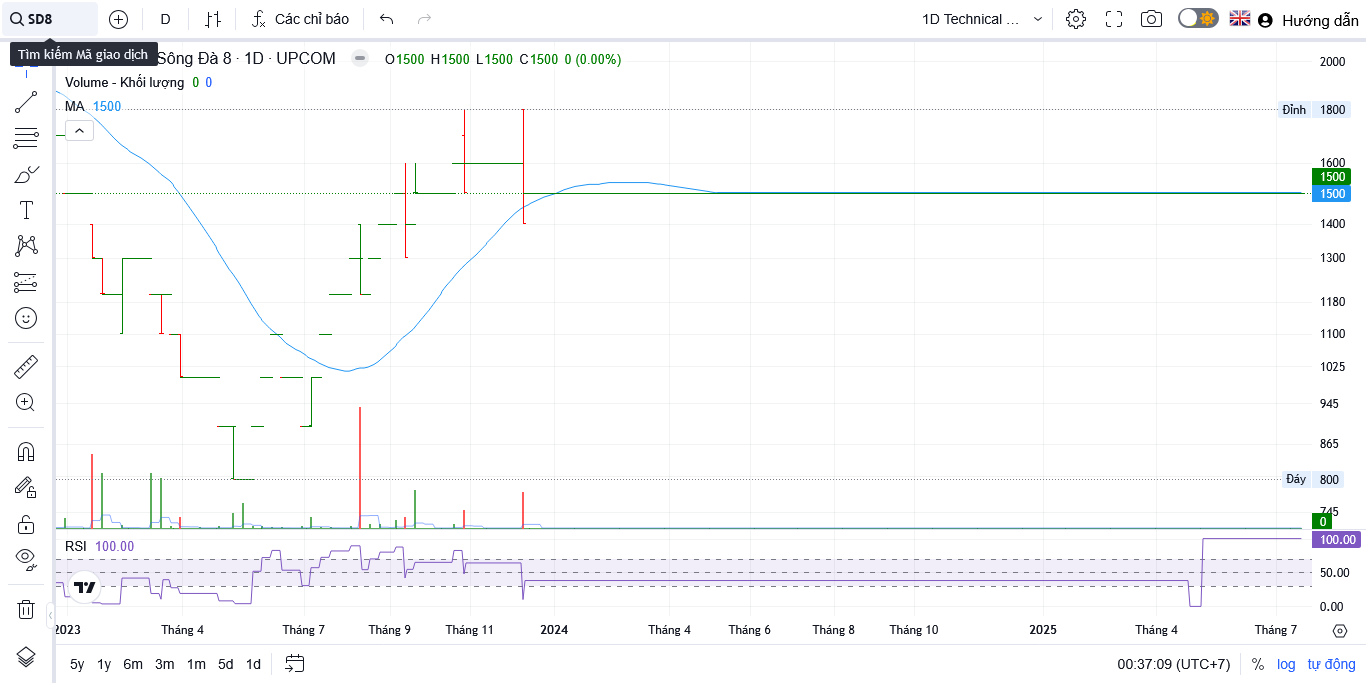 SD8 D Các chỉ báo 1D Technical ... Hướng dẫn
Tìm kiếm Mã giao dịch
Sông Đà 8 · 1D · UPCOM O1500 H1500 L1500 C1500 0 (0.00%)
Volume - Khối lượng 0 0
MA 1500
2000
Đỉnh 1800
1600
1500
1500
1400
1300
1180
1100
1025
945
865
Đáy 800
745
0
RSI 100.00
100.00
50.00
0.00
2023 Tháng 4 Tháng 7 Tháng 9 Tháng 11 2024 Tháng 4 Tháng 6 Tháng 8 Tháng 10 2025 Tháng 4 Tháng 7
5y 1y 6m 3m 1m 5d 1d 00:37:09 (UTC+7) % log tự động